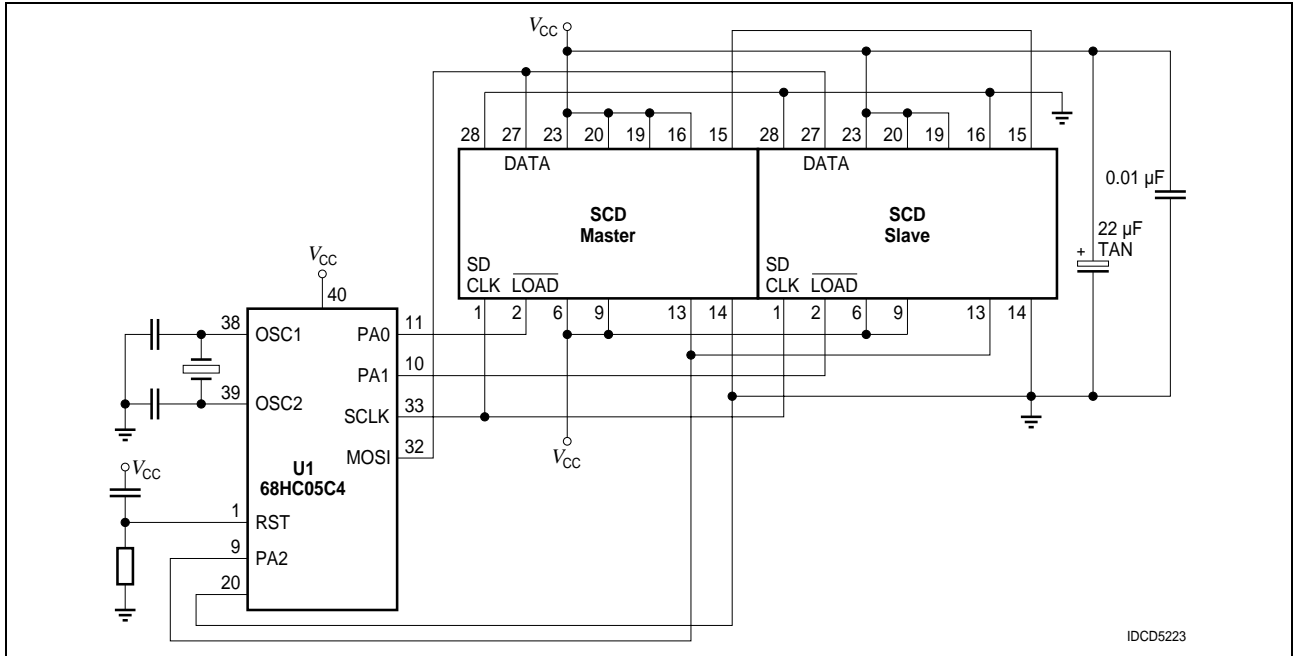 VCC
28 27 23 20 19 16 15 28 27 23 20 19 16 15
DATA DATA
0.01 µF
SCD
Master
SCD
Slave
22 µF
TAN
+
VCC
SD
CLK LOAD
SD
CLK LOAD
40
1 2 6 9 13 14 1 2 6 9 13 14
38 OSC1 PA0 11
PA1 10
39 OSC2 SCLK 33
MOSI 32
VCC
VCC
U1
68HC05C4
1 RST
9 PA2
20
IDCD5223